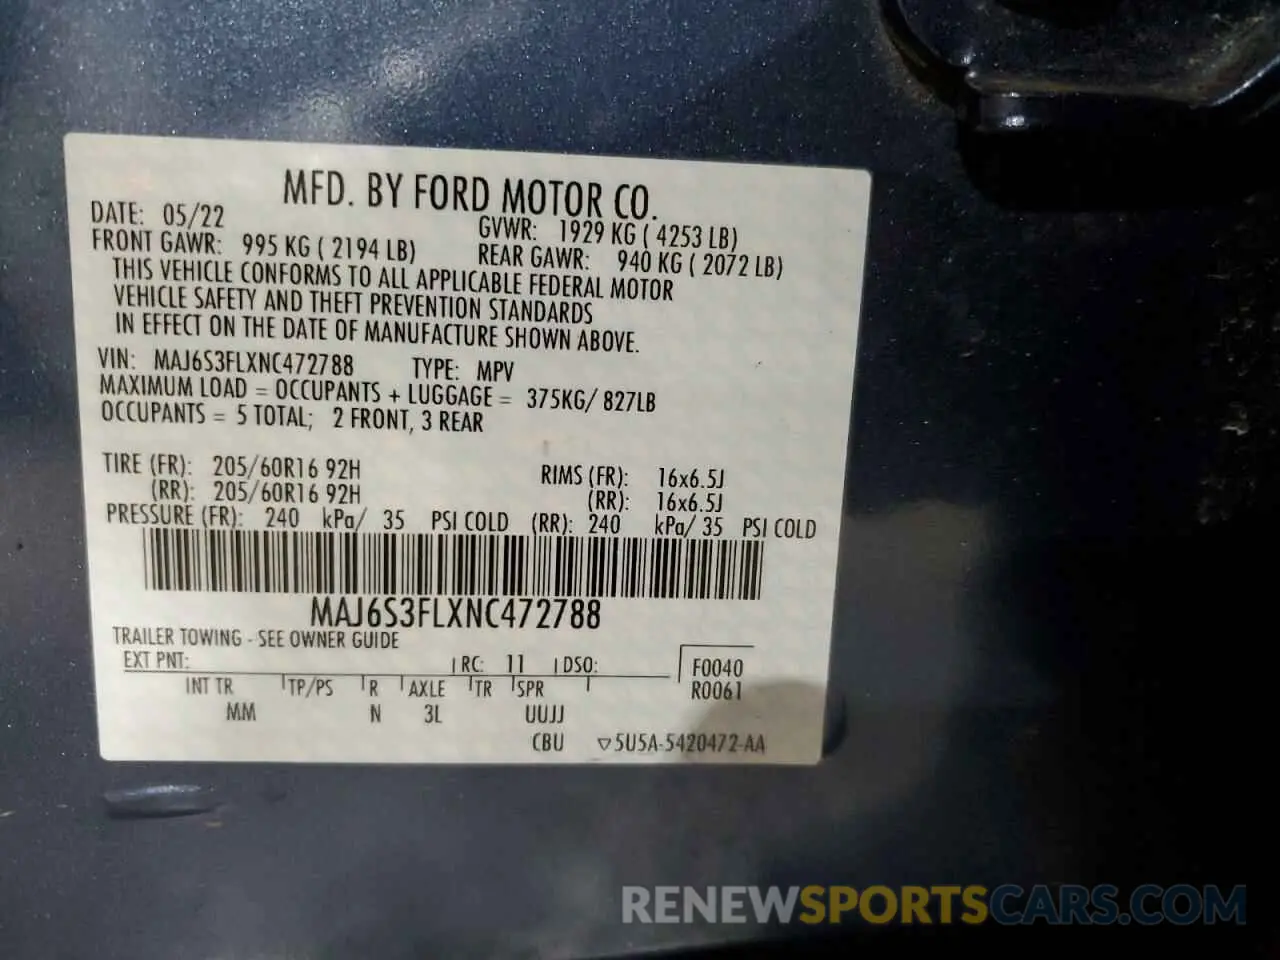 MFD. BY FORD MOTOR CO.
DATE: 05/22 GVWR: 1929 KG ( 4253 LB)
FRONT GAWR: 995 KG ( 2194 LB) REAR GAWR: 940 KG ( 2072 LB)
THIS VEHICLE CONFORMS TO ALL APPLICABLE FEDERAL MOTOR
VEHICLE SAFETY AND THEFT PREVENTION STANDARDS
IN EFFECT ON THE DATE OF MANUFACTURE SHOWN ABOVE.
VIN: MAJ6S3FLXNC472788 TYPE: MPV
MAXIMUM LOAD = OCCUPANTS + LUGGAGE = 375KG/ 827LB
OCCUPANTS = 5 TOTAL; 2 FRONT, 3 REAR
TIRE (FR): 205/60R16 92H RIMS (FR): 16x6.5J
(RR): 205/60R16 92H (RR): 16x6.5J
PRESSURE (FR): 240 kPa/ 35 PSI COLD (RR): 240 kPa/ 35 PSI COLD
MAJ6S3FLXNC472788
TRAILER TOWING - SEE OWNER GUIDE
EXT PNT: RC: 11 DSO: F0040
INT TR TP/PS R AXLE TR SPR R0061
MM N 3L UUJJ
CBU ▽5U5A-5420472-AA
RENEWSPORTSCARS.COM